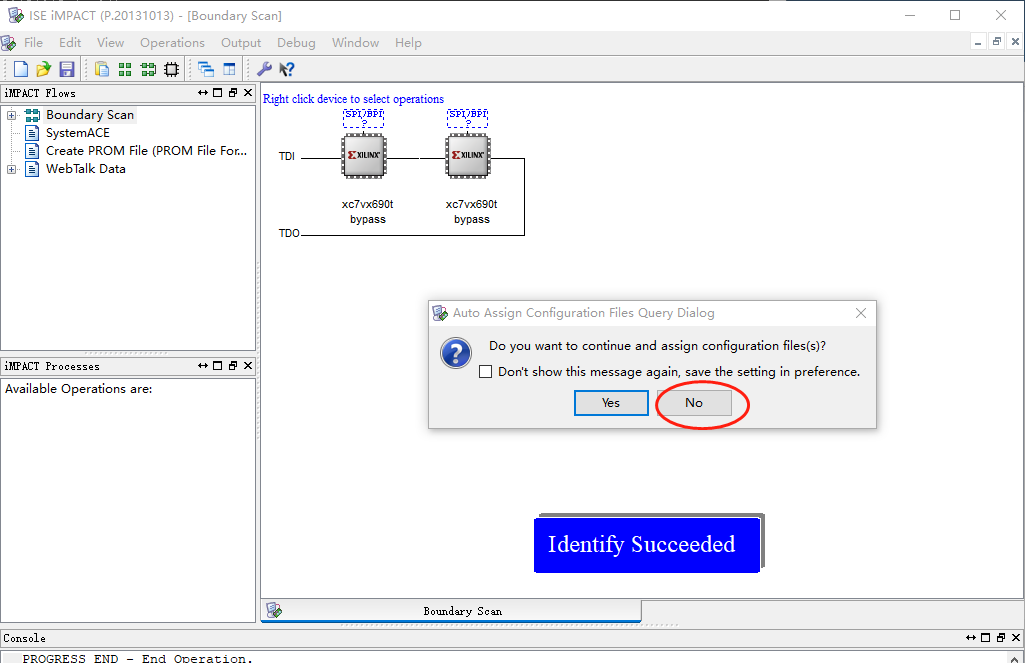 ISE iMPACT (P.20131013) - [Boundary Scan]
File Edit View Operations Output Debug Window Help
iMPACT Flows
Boundary Scan
SystemACE
Create PROM File (PROM File For...
WebTalk Data
iMPACT Processes
Available Operations are:
Right click device to select operations
SPI/BPI SPI/BPI
? ?
TDI
XILINX XILINX
xc7vx690t xc7vx690t
bypass bypass
TDO
Auto Assign Configuration Files Query Dialog
Do you want to continue and assign configuration files(s)?
Don't show this message again, save the setting in preference.
Yes No
Identify Succeeded
Boundary Scan
Console
PROGRESS_END - End Operation.